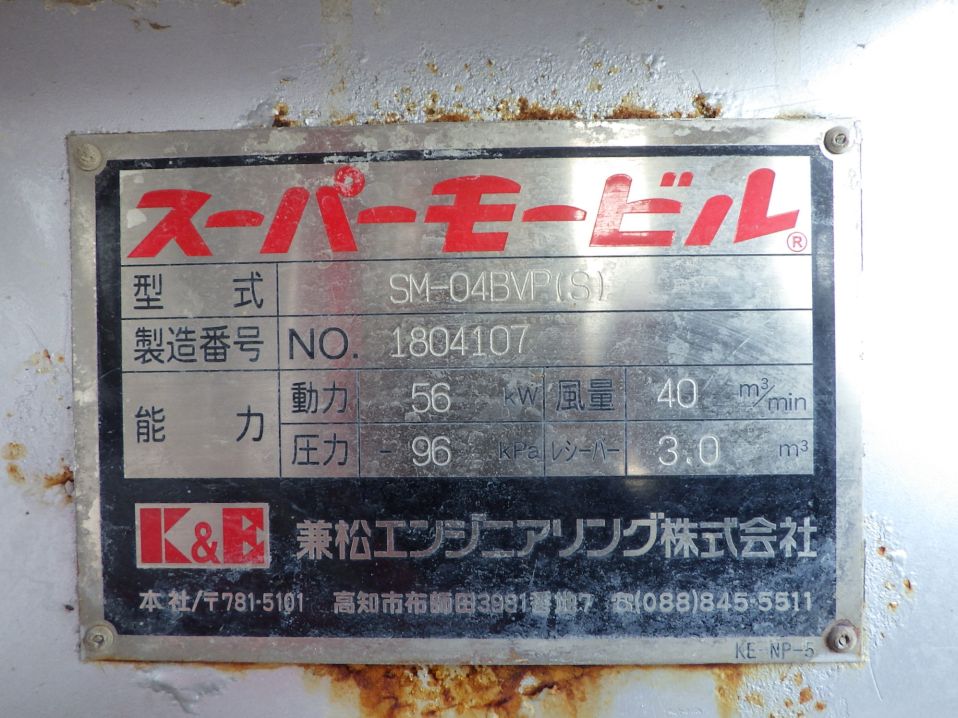 スーパーモービル®
型式 SM-04BVP(S)
製造番号 NO. 1804107
能力 動力 56 kW 風量 40 m³/min
圧力 - 96 kPa レシーバー 3.0 m³
K&E 兼松エンジニアリング株式会社
本社/〒781-5101 高知市布師田3981番地7 ☎(088)845-5511
KE-NP-5